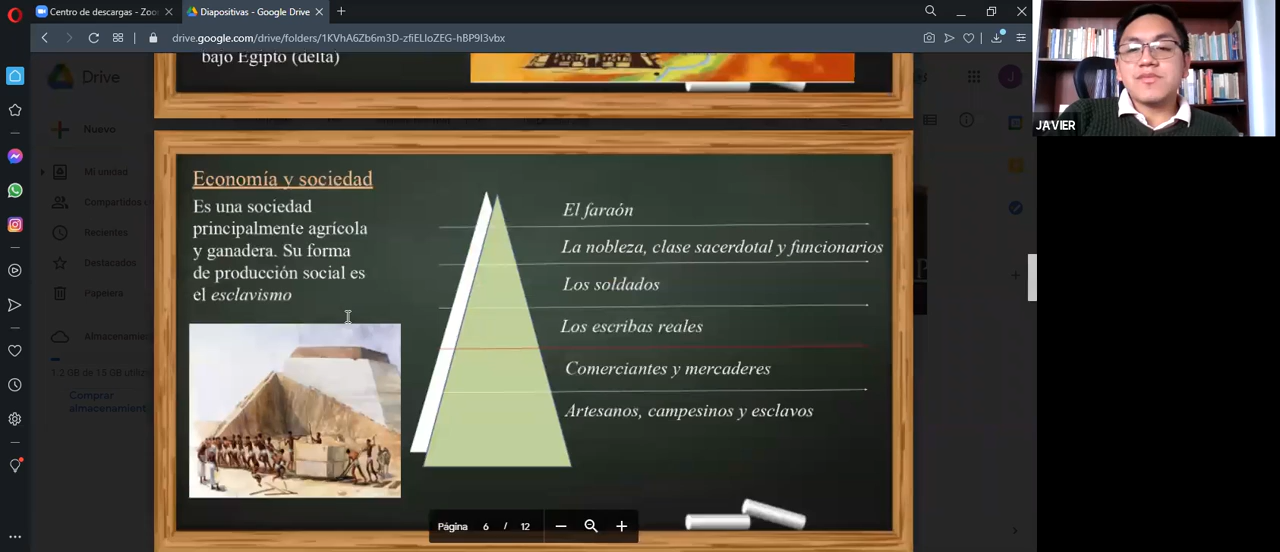 Centro de descargas - Zoo
Diapositivas - Google Drive
drive.google.com/drive/folders/1KVhA6Zb6m3D-zfiELIoZEG-hBP9I3vbx
bajo Egipto (delta)
Drive
Nuevo
Mi unidad
Compartidos
Recientes
Destacados
Papelera
Almacenamien
1.2 GB de 15 GB utiliz
Comprar
almacenamient
J
JAVIER
Economía y sociedad
Es una sociedad
principalmente agrícola
y ganadera. Su forma
de producción social es
el esclavismo
El faraón
La nobleza, clase sacerdotal y funcionarios
Los soldados
Los escribas reales
Comerciantes y mercaderes
Artesanos, campesinos y esclavos
P
Página 6 / 12